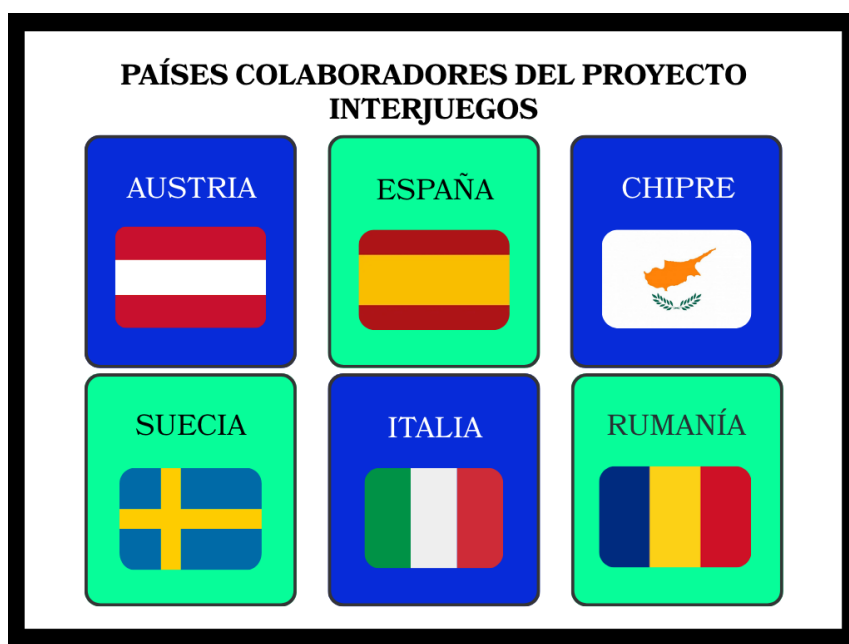 PAÍSES COLABORADORES DEL PROYECTO
INTERJUEGOS
AUSTRIA
ESPAÑA
CHIPRE
SUECIA
ITALIA
RUMANÍA